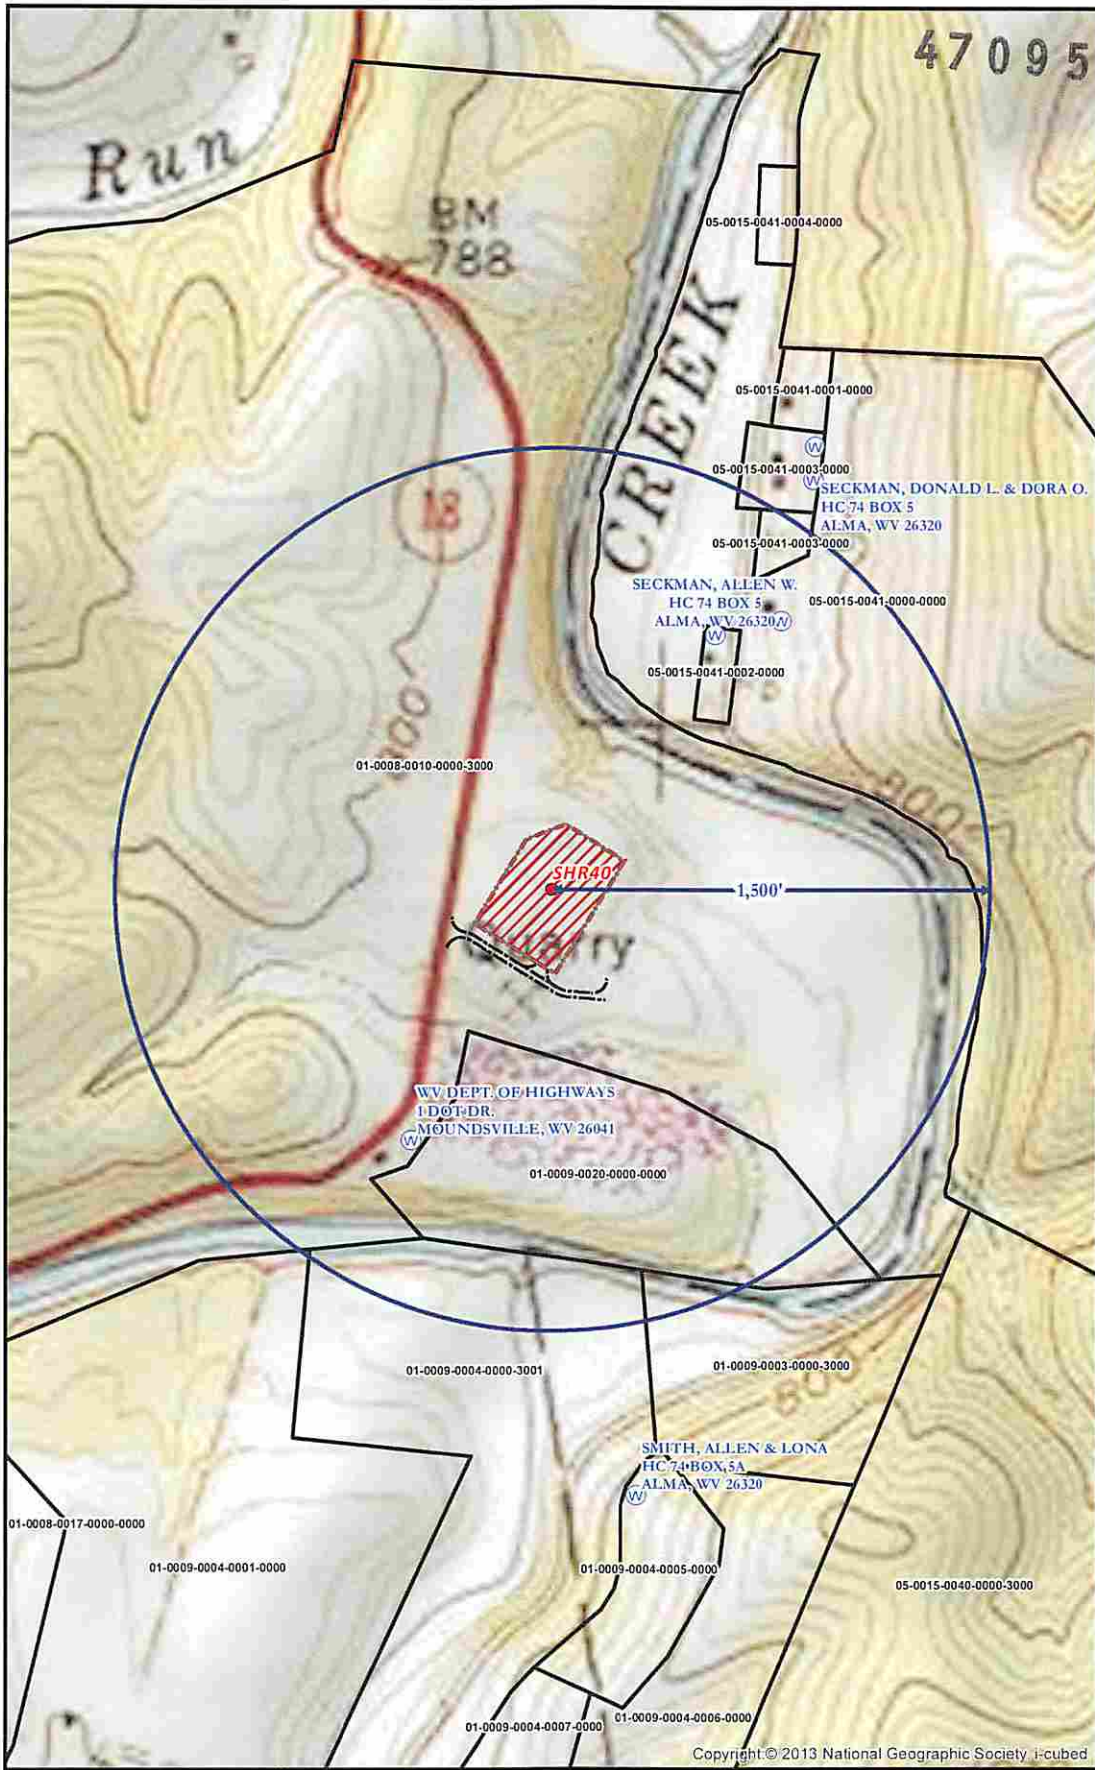 47095
Run
BM
788
05-0015-0041-0004-0000
CREEK
05-0015-0041-0001-0000
W
05-0015-0041-0003-0000
W
SECKMAN, DONALD L. & DORA O.
HC 74 BOX 5
ALMA, WV 26320
18
05-0015-0041-0003-0000
SECKMAN, ALLEN W.
HC 74 BOX 5
ALMA, WV 26320
W
W
05-0015-0041-0000-0000
05-0015-0041-0002-0000
800
01-0008-0010-0000-3000
800
SHR40
1,500'
Quarry
WV DEPT. OF HIGHWAYS
1 DOT DR.
MOUNDSVILLE, WV 26041
W
01-0009-0020-0000-0000
01-0009-0004-0000-3001
01-0009-0003-0000-3000
800
SMITH, ALLEN & LONA
HC 74 BOX 5A
ALMA, WV 26320
W
01-0008-0017-0000-0000
01-0009-0004-0001-0000
01-0009-0004-0005-0000
05-0015-0040-0000-3000
01-0009-0004-0007-0000
01-0009-0004-0006-0000
Copyright:© 2013 National Geographic Society, i-cubed